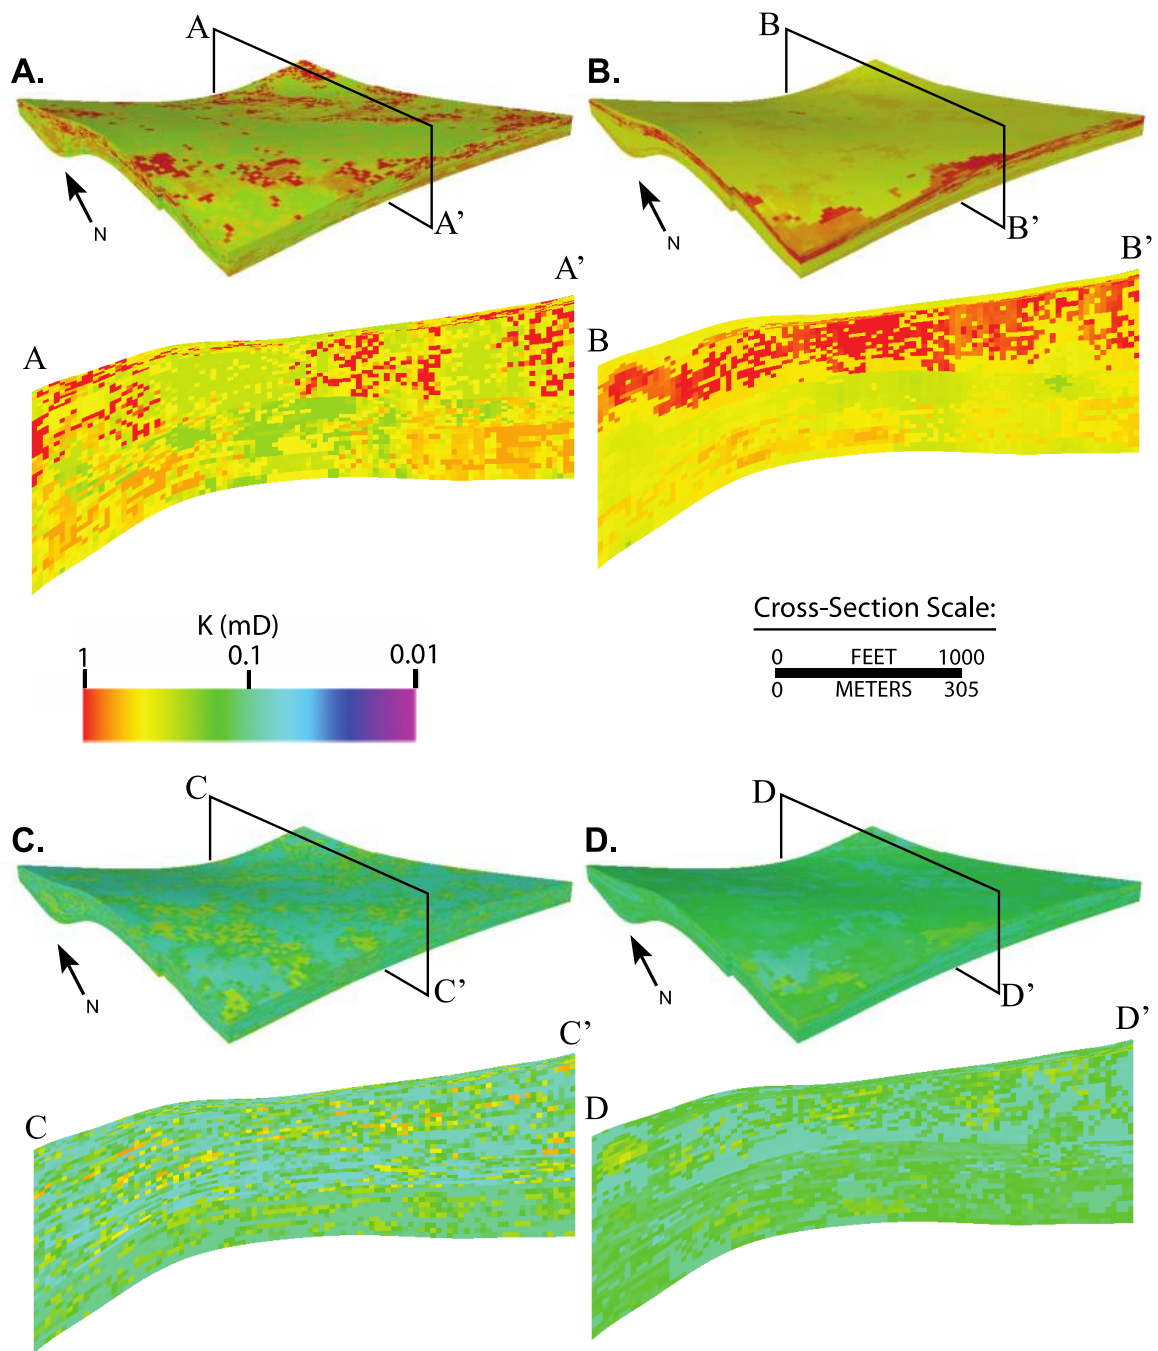 A
B
A.
B.
N
A'
N
B'
A'
B'
A
B
K (mD)
1 0.1 0.01
Cross-Section Scale:
0 FEET 1000
0 METERS 305
C
D
C.
D.
N
C'
N
D'
C'
D'
C
D